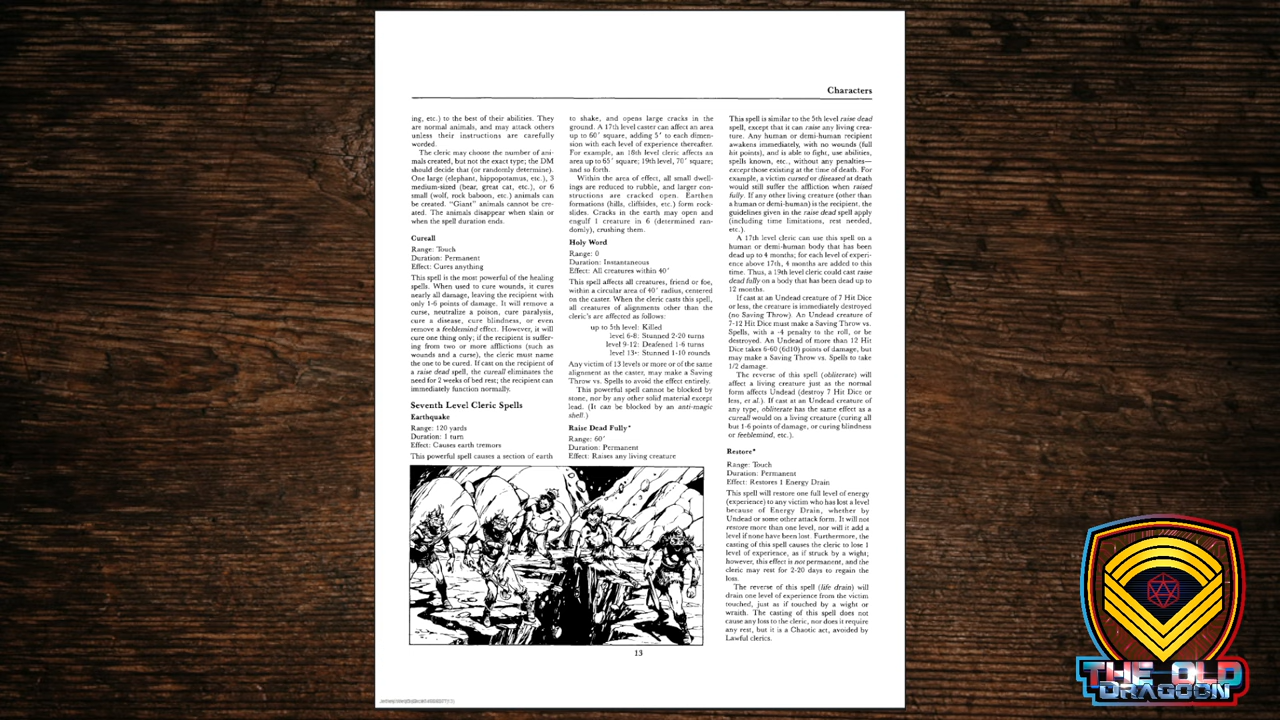 Characters
ing, etc.) to the best of their abilities. They
are normal animals, and may attack others
unless their instructions are carefully
worded.
The cleric may choose the number of ani-
mals created, but not the exact type; the DM
should decide that (or randomly determine).
One large (elephant, hippopotamus, etc.), 3
medium-sized (bear, great cat, etc.), or 6
small (wolf, rock baboon, etc.) animals can
be created. "Giant" animals cannot be cre-
ated. The animals disappear when slain or
when the spell duration ends.
Cureall
Range: Touch
Duration: Permanent
Effect: Cures anything
This spell is the most powerful of the healing
spells. When used to cure wounds, it cures
nearly all damage, leaving the recipient with
only 1-6 points of damage. It will remove a
curse, neutralize a poison, cure paralysis,
cure a disease, cure blindness, or even
remove a feeblemind effect. However, it will
cure one thing only; if the recipient is suffer-
ing from two or more afflictions (such as
wounds and a curse), the cleric must name
the one to be cured. If cast on the recipient of
a raise dead spell, the cureall eliminates the
need for 2 weeks of bed rest; the recipient can
immediately function normally.
Seventh Level Cleric Spells
Earthquake
Range: 120 yards
Duration: 1 turn
Effect: Causes earth tremors
This powerful spell causes a section of earth
to shake, and opens large cracks in the
ground. A 17th level caster can affect an area
up to 60' square, adding 5' to each dimen-
sion with each level of experience thereafter.
For example, an 18th level cleric affects an
area up to 65' square; 19th level, 70' square;
and so forth.
Within the area of effect, all small dwell-
ings are reduced to rubble, and larger con-
structions are cracked open. Earthen
formations (hills, cliffsides, etc.) form rock-
slides. Cracks in the earth may open and
engulf 1 creature in 6 (determined ran-
domly), crushing them.
Holy Word
Range: 0
Duration: Instantaneous
Effect: All creatures within 40'
This spell affects all creatures, friend or foe,
within a circular area of 40' radius, centered
on the caster. When the cleric casts this spell,
all creatures of alignments other than the
cleric's are affected as follows:
up to 5th level: Killed
level 6-8: Stunned 2-20 turns
level 9-12: Deafened 1-6 turns
level 13+: Stunned 1-10 rounds
Any victim of 13 levels or more or of the same
alignment as the caster, may make a Saving
Throw vs. Spells to avoid the effect entirely.
This powerful spell cannot be blocked by
stone, nor by any other solid material except
lead. (It can be blocked by an anti-magic
shell.)
Raise Dead Fully*
Range: 60'
Duration: Permanent
Effect: Raises any living creature
This spell is similar to the 5th level raise dead
spell, except that it can raise any living crea-
ture. Any human or demi-human recipient
awakens immediately, with no wounds (full
hit points), and is able to fight, use abilities,
spells known, etc., without any penalties—
except those existing at the time of death. For
example, a victim cursed or diseased at death
would still suffer the affliction when raised
fully. If any other living creature (other than
a human or demi-human) is the recipient, the
guidelines given in the raise dead spell apply
(including time limitations, rest needed,
etc.).
A 17th level cleric can use this spell on a
human or demi-human body that has been
dead up to 4 months; for each level of experi-
ence above 17th, 4 months are added to this
time. Thus, a 19th level cleric could cast raise
dead fully on a body that has been dead up to
12 months.
If cast at an Undead creature of 7 Hit Dice
or less, the creature is immediately destroyed
(no Saving Throw). An Undead creature of
7-12 Hit Dice must make a Saving Throw vs.
Spells, with a -4 penalty to the roll, or be
destroyed. An Undead of more than 12 Hit
Dice takes 6-60 (6d10) points of damage, but
may make a Saving Throw vs. Spells to take
1/2 damage.
The reverse of this spell (obliterate) will
affect a living creature just as the normal
form affects Undead (destroy 7 Hit Dice or
less, et al.). If cast at an Undead creature of
any type, obliterate has the same effect as a
cureall would on a living creature (curing all
but 1-6 points of damage, or curing blindness
or feeblemind, etc.).
Restore*
Range: Touch
Duration: Permanent
Effect: Restores 1 Energy Drain
This spell will restore one full level of energy
(experience) to any victim who has lost a level
because of Energy Drain, whether by
Undead or some other attack form. It will not
restore more than one level, nor will it add a
level if none have been lost. Furthermore, the
casting of this spell causes the cleric to lose 1
level of experience, as if struck by a wight;
however, this effect is not permanent, and the
cleric may rest for 2-20 days to regain the
loss.
The reverse of this spell (life drain) will
drain one level of experience from the victim
touched, just as if touched by a wight or
wraith. The casting of this spell does not
cause any loss to the cleric, nor does it require
any rest, but it is a Chaotic act, avoided by
Lawful clerics.
13
THE OLD
DRAGOON